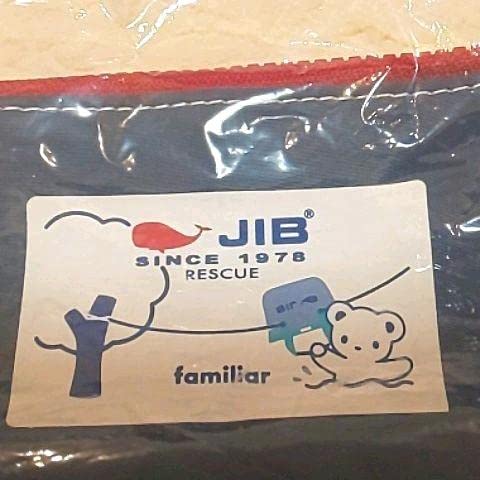 JIB®
SINCE 1978
RESCUE
familiar